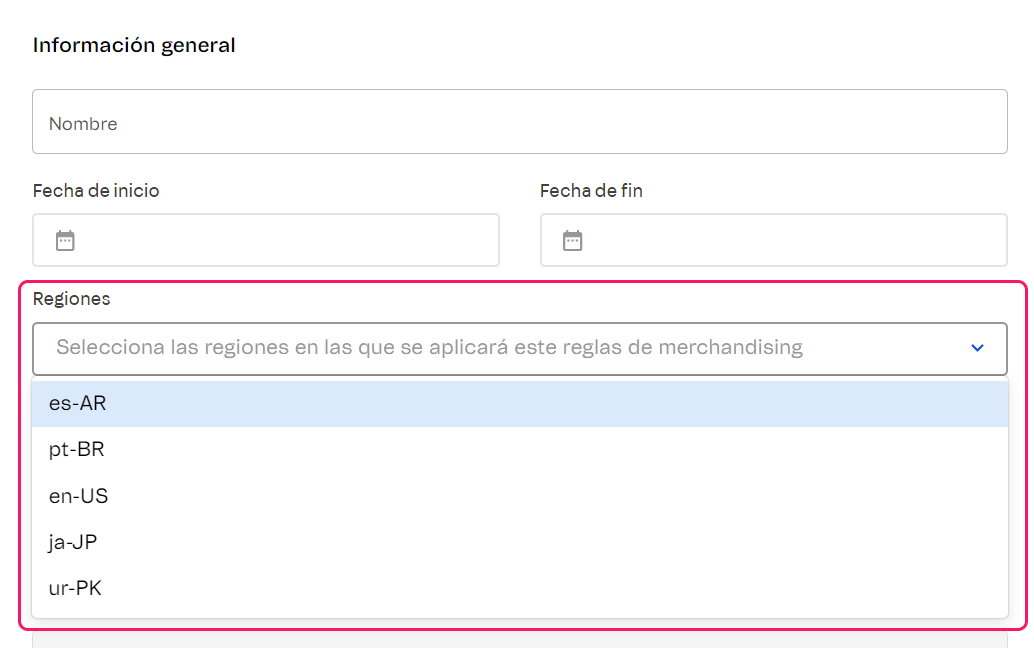 Información general
Nombre
Fecha de inicio
Fecha de fin
Regiones
Selecciona las regiones en las que se aplicará este reglas de merchandising
es-AR
pt-BR
en-US
ja-JP
ur-PK